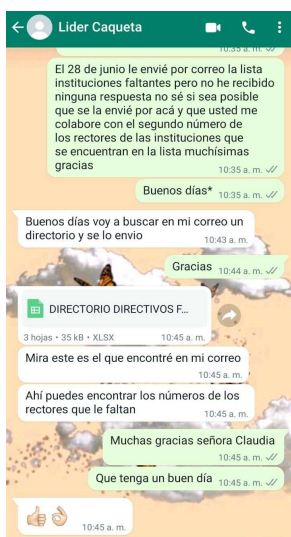 Lider Caqueta
10:35 a. m.
El 28 de junio le envié por correo la lista
instituciones faltantes pero no he recibido
ninguna respuesta no sé si sea posible
que se la envié por acá y que usted me
colabore con el segundo número de
los rectores de las instituciones que
se encuentran en la lista muchísimas
gracias
10:35 a. m.
Buenos días* 10:35 a. m.
Buenos días voy a buscar en mi correo un
directorio y se lo envio
10:43 a. m.
Gracias 10:44 a. m.
DIRECTORIO DIRECTIVOS F...
3 hojas • 35 kB • XLSX 10:45 a. m.
Mira este es el que encontré en mi correo
10:45 a. m.
Ahí puedes encontrar los números de los
rectores que le faltan
10:45 a. m.
Muchas gracias señora Claudia
10:45 a. m.
Que tenga un buen día 10:45 a. m.
10:45 a. m.